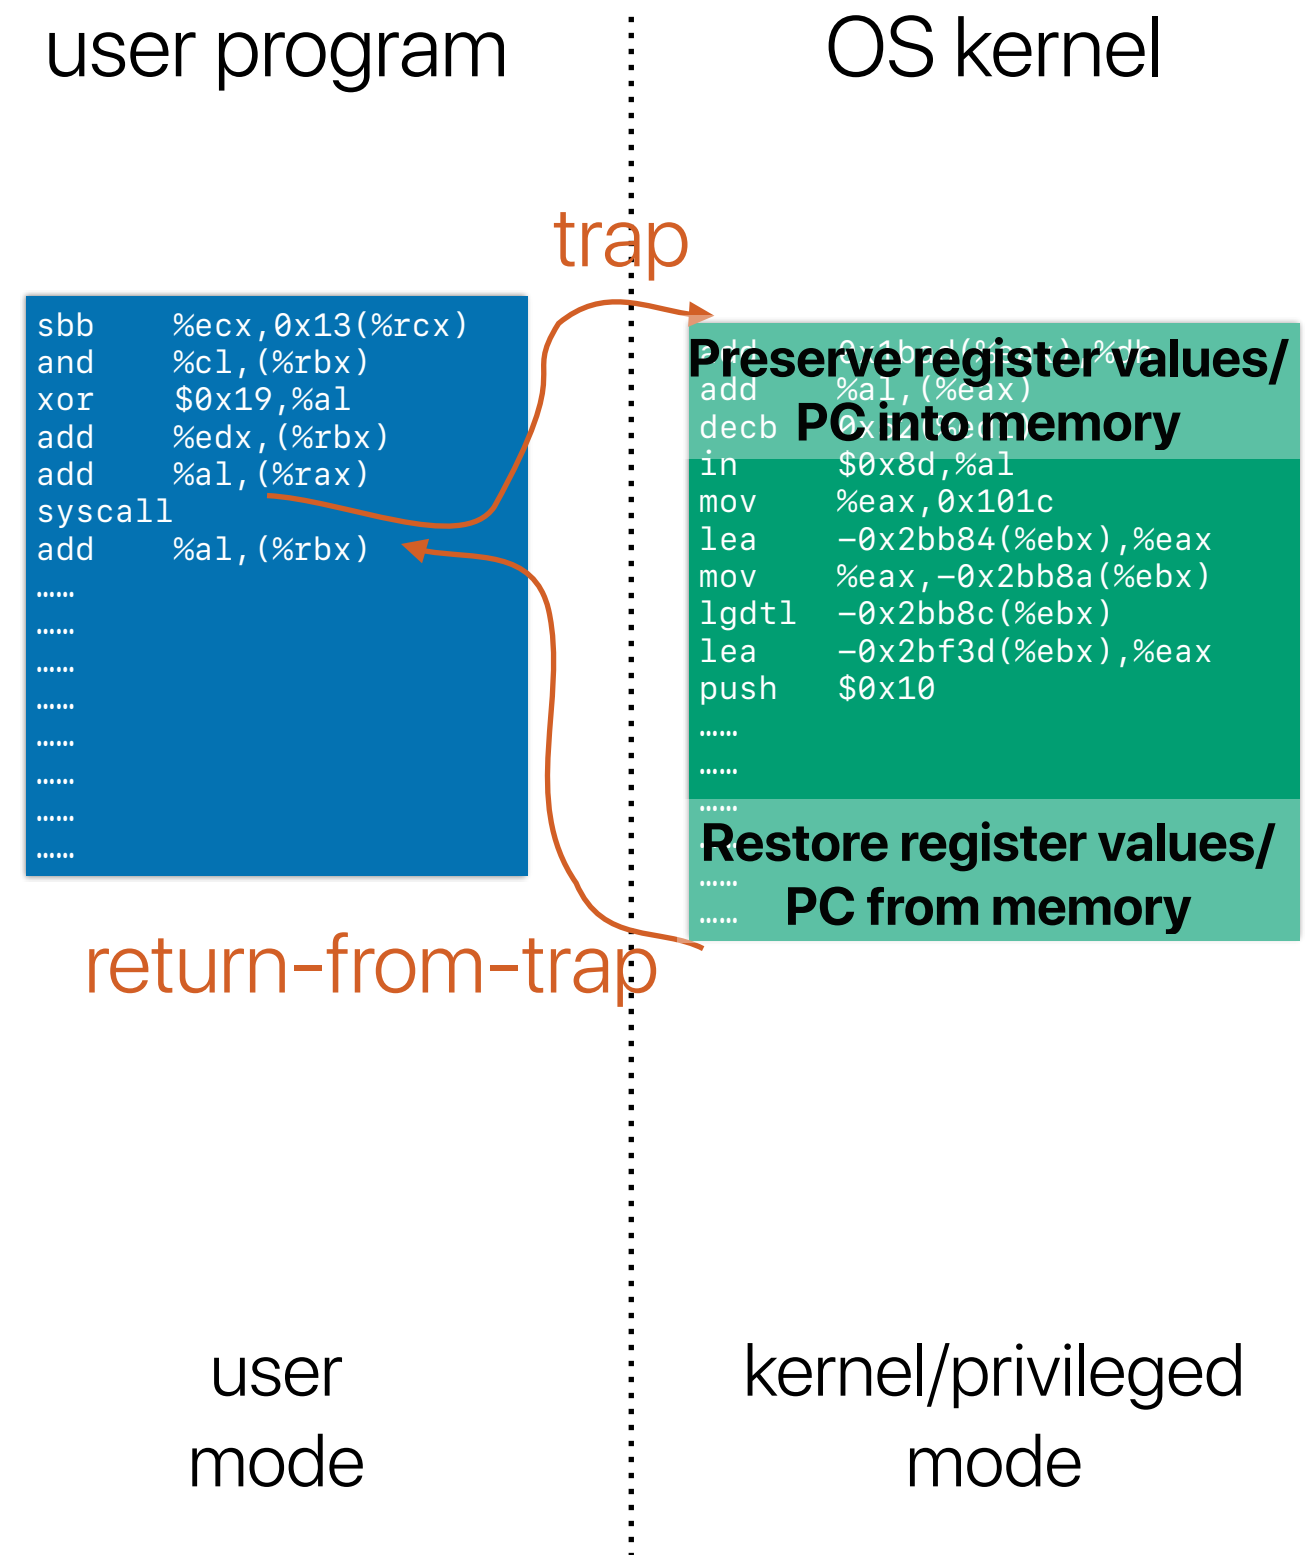 user program
OS kernel
trap
sbb %ecx,0x13(%rcx)
and %cl,(%rbx)
xor $0x19,%al
add %edx,(%rbx)
add %al,(%rax)
syscall
add %al,(%rbx)
……
……
……
……
……
……
……
……
Preserve register values/
PC into memory
add
add %al,(%eax)
decb
in $0x8d,%al
mov %eax,0x101c
lea -0x2bb84(%ebx),%eax
mov %eax,-0x2bb8a(%ebx)
lgdtl -0x2bb8c(%ebx)
lea -0x2bf3d(%ebx),%eax
push $0x10
……
……
……
Restore register values/
……
PC from memory
……
return-from-trap
user
mode
kernel/privileged
mode